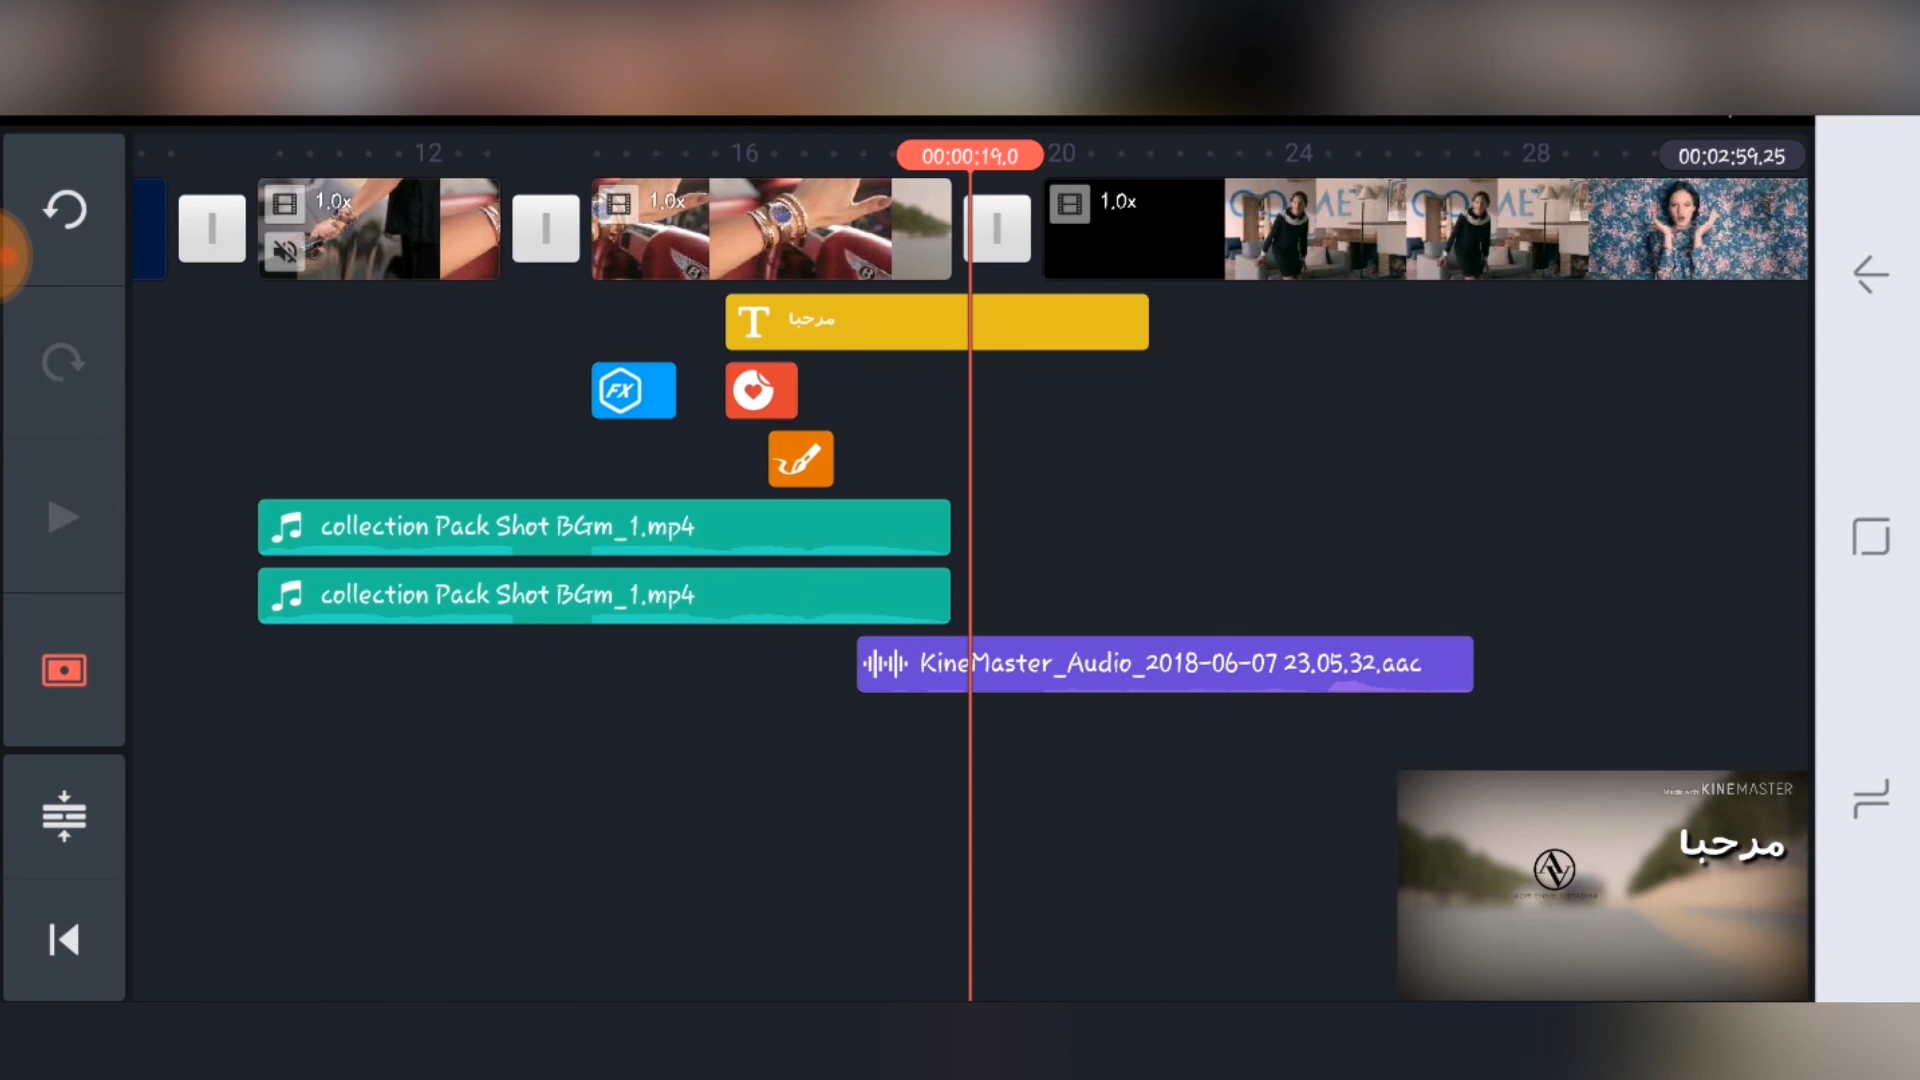 12
16
00:00:19.0
20
24
28
00:02:59.25
1.0x
1.0x
1.0x
T
مرحبا
FX
collection Pack Shot BGm_1.mp4
collection Pack Shot BGm_1.mp4
KineMaster_Audio_2018-06-07 23.05.32.aac
Made with KINEMASTER
مرحبا